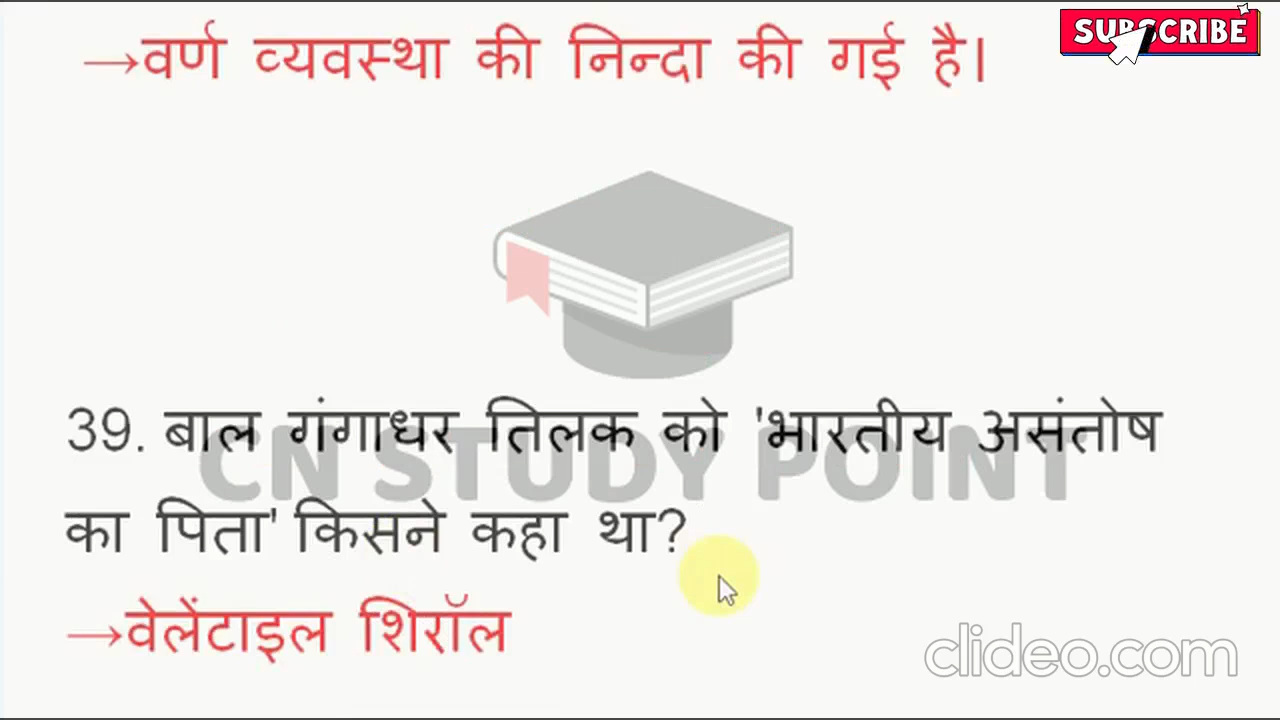 SUBSCRIBE
→वर्ण व्यवस्था की निन्दा की गई है।
39. बाल गंगाधर तिलक को 'भारतीय असंतोष
CN STUDY POINT
का पिता' किसने कहा था?
→वेलेंटाइल शिरॉल
clideo.com